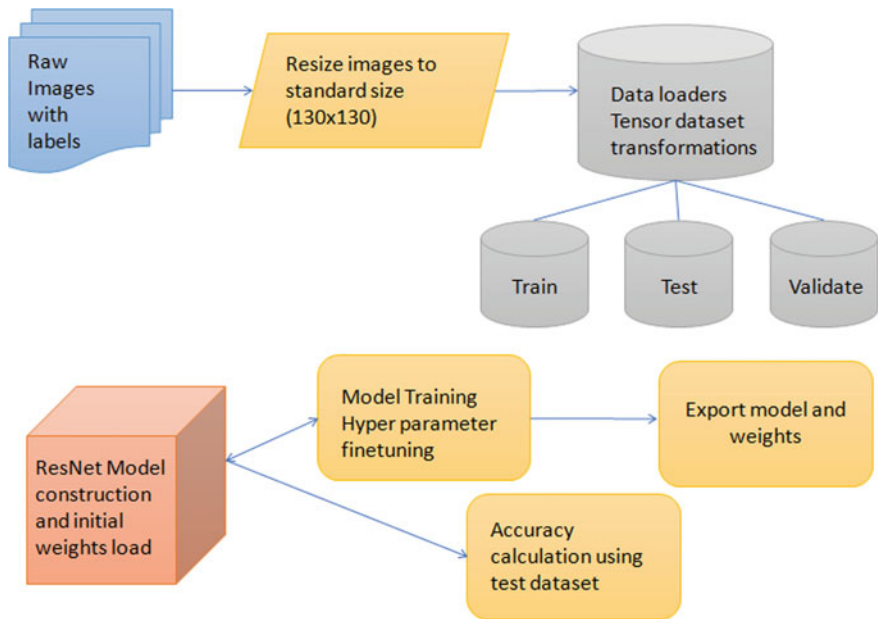 Raw
Images
with
labels
Resize images to
standard size
(130x130)
Data loaders
Tensor dataset
transformations
Train
Test
Validate
ResNet Model
construction
and initial
weights load
Model Training
Hyper parameter
finetuning
Export model and
weights
Accuracy
calculation using
test dataset